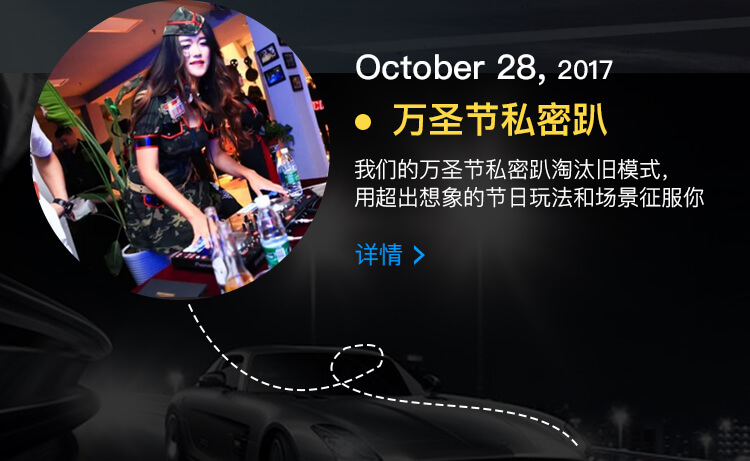 October 28, 2017
万圣节私密趴
我们的万圣节私密趴淘汰旧模式，
用超出想象的节日玩法和场景征服你
详情 >